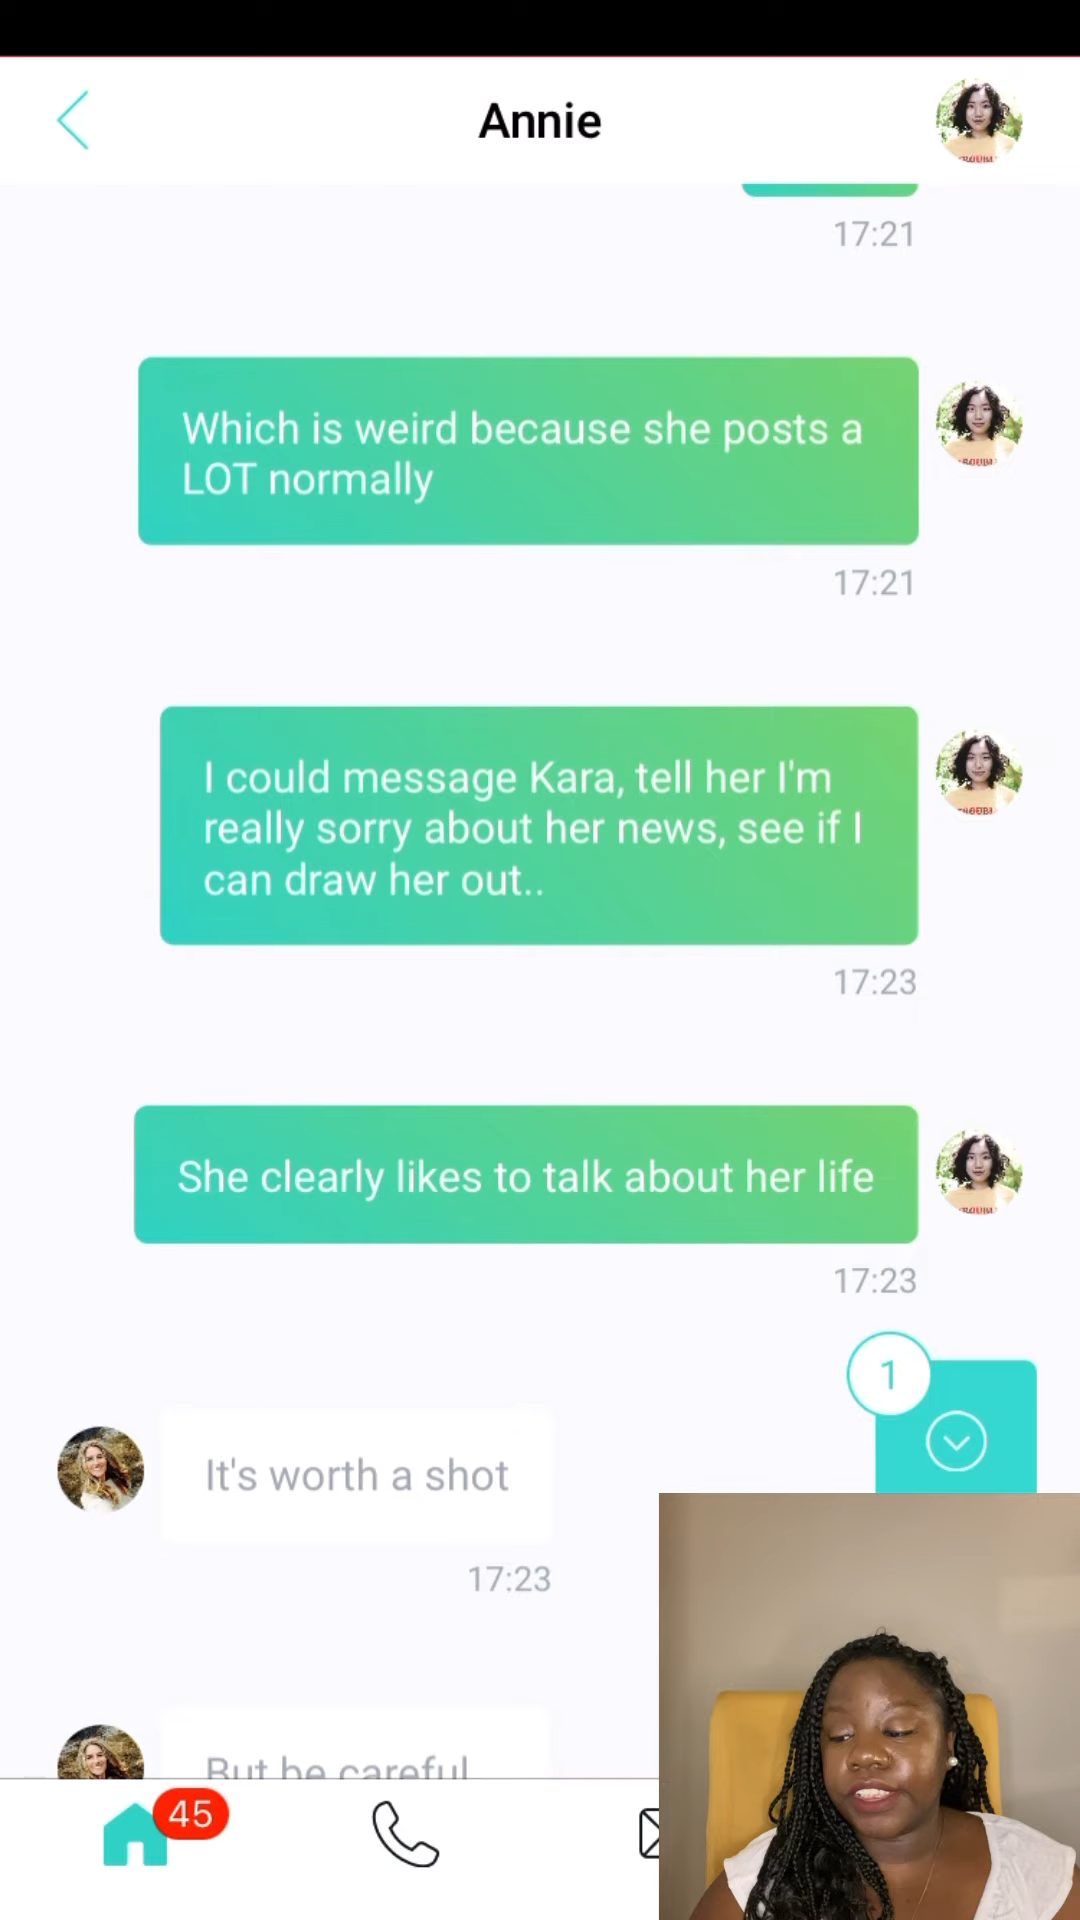 Annie
17:21
Which is weird because she posts a
LOT normally
17:21
I could message Kara, tell her I'm
really sorry about her news, see if I
can draw her out..
17:23
She clearly likes to talk about her life
17:23
1
It's worth a shot
17:23
But be careful
45